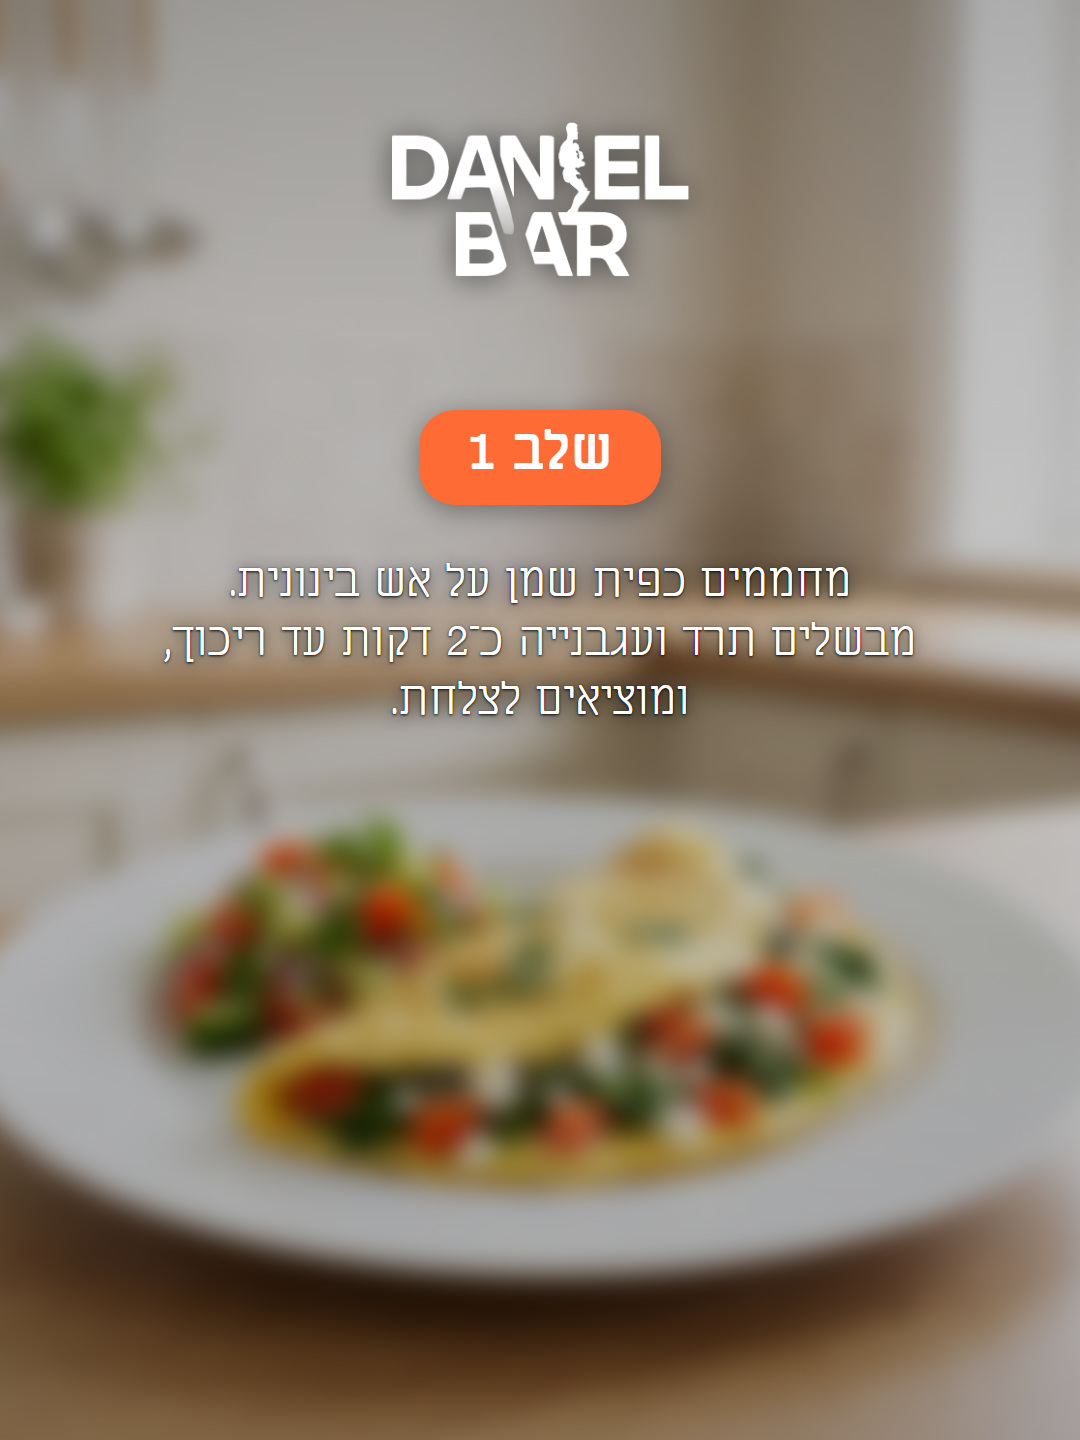 DANIEL
BAR
שלב 1
מחממים כפית שמן על אש בינונית.
מבשלים תרד ועגבנייה כ־2 דקות עד ריכוך,
ומוציאים לצלחת.